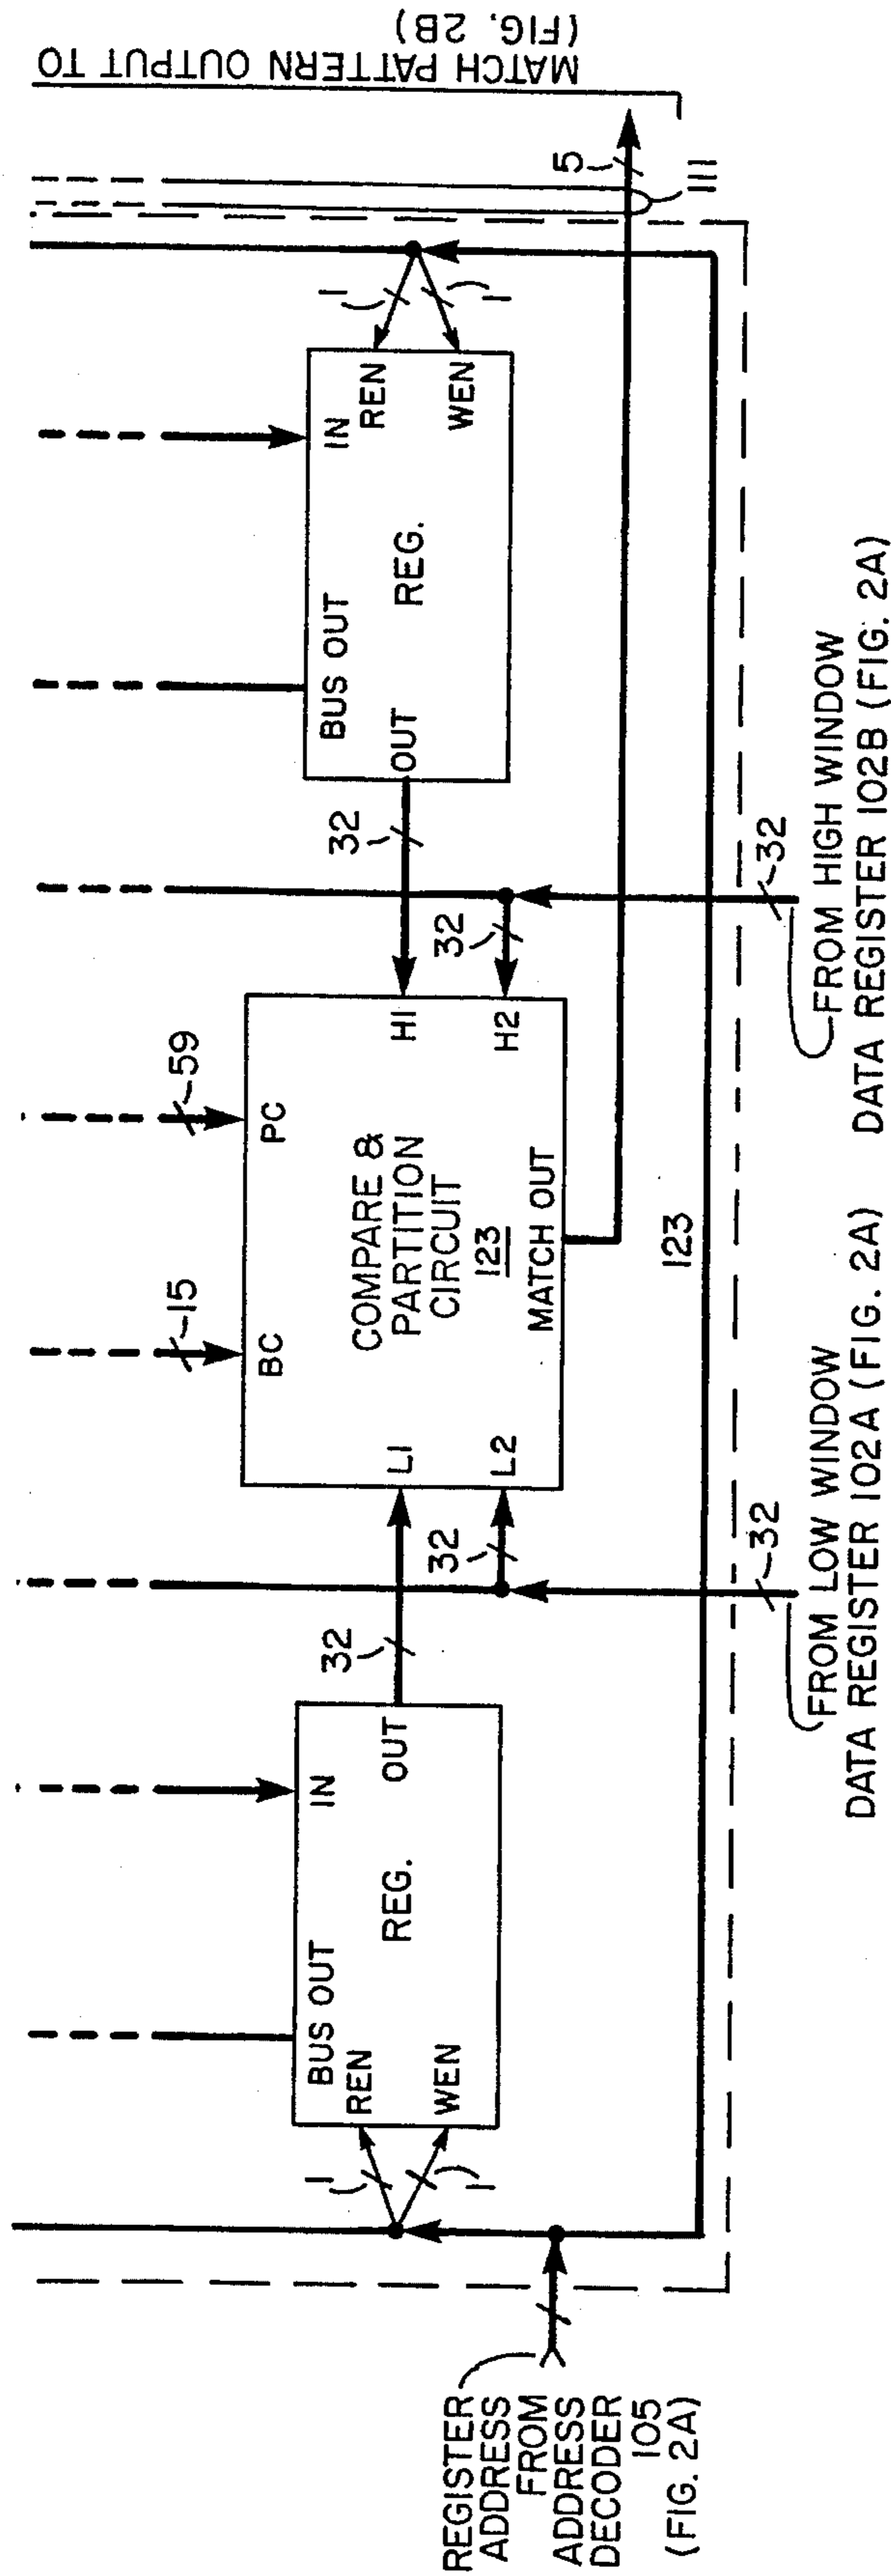 MATCH PATTERN OUTPUT TO
(FIG. 2B)
BUS OUT
IN
REN
WEN
REG.
OUT
1
1
32
32
BC
PC
15
59
COMPARE &
PARTITION
CIRCUIT
123
L1
L2
H1
H2
MATCH OUT
BUS OUT
IN
REN
WEN
REG.
OUT
1
1
32
32
5
111
123
32
32
REGISTER
ADDRESS
FROM
ADDRESS
DECODER
105
(FIG. 2A)
FROM LOW WINDOW
DATA REGISTER 102A (FIG. 2A)
FROM HIGH WINDOW
DATA REGISTER 102B (FIG. 2A)